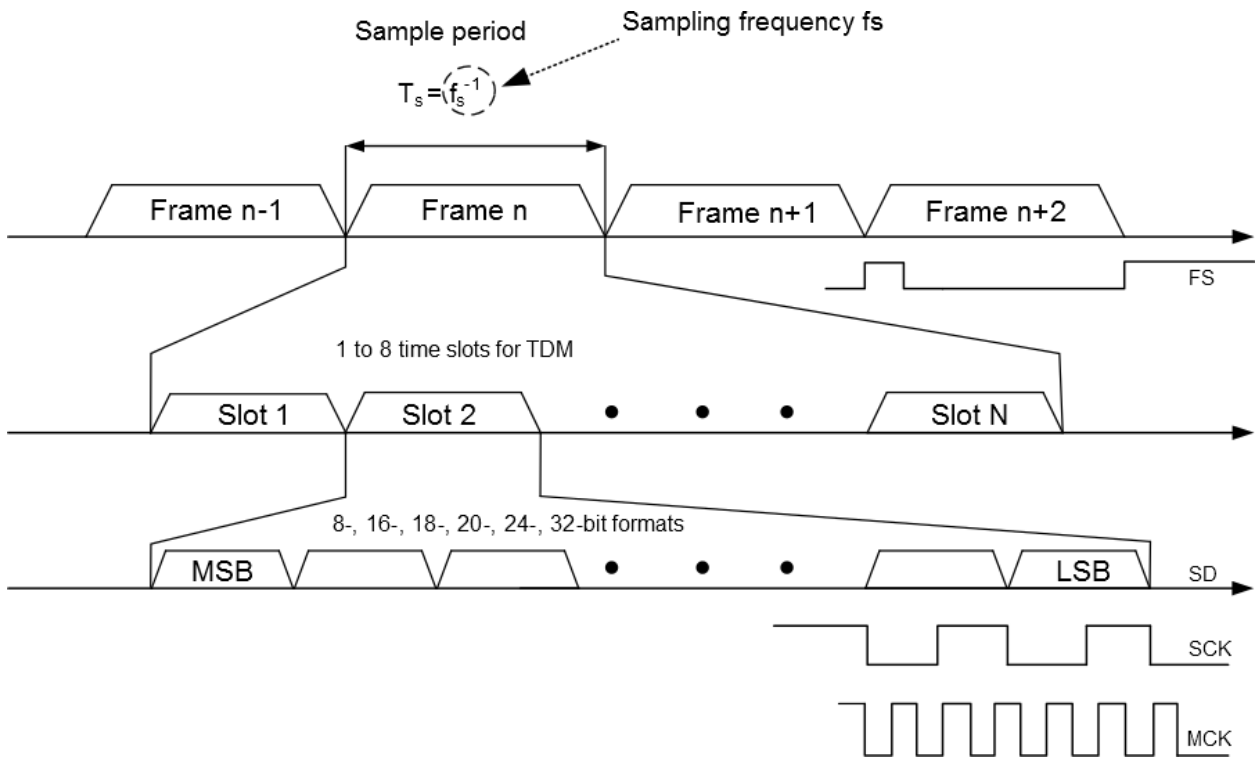 Sample period
Sampling frequency fs
Tₛ=fₛ⁻¹
Frame n-1
Frame n
Frame n+1
Frame n+2
FS
1 to 8 time slots for TDM
Slot 1
Slot 2
Slot N
8-, 16-, 18-, 20-, 24-, 32-bit formats
MSB
LSB
SD
SCK
MCK